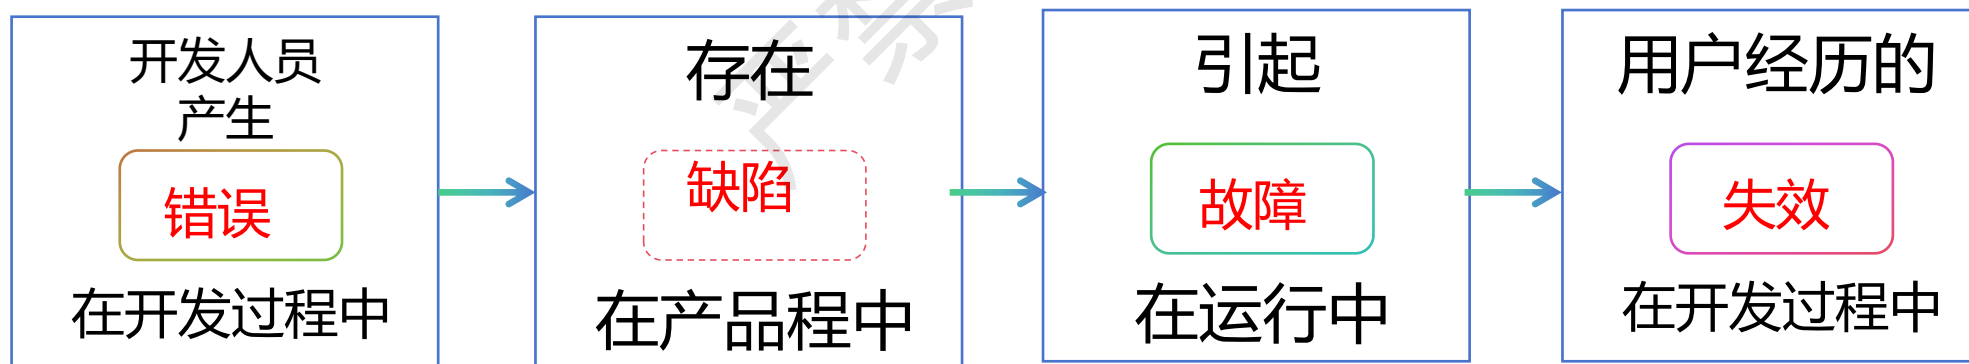 开发人员
产生
错误
在开发过程中
存在
缺陷
在产品程中
引起
故障
在运行中
用户经历的
失效
在开发过程中
严禁